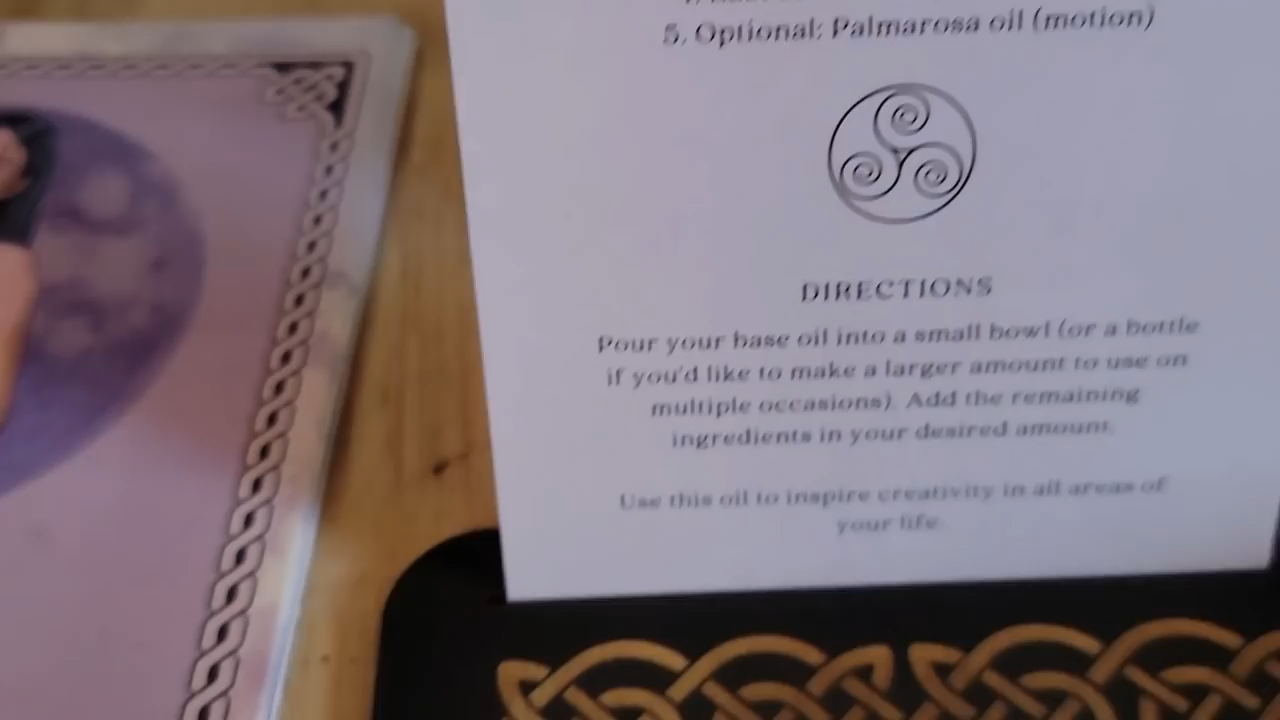 5. Optional: Palmarosa oil (motion)
DIRECTIONS
Pour your base oil into a small bowl (or a bottle
if you'd like to make a larger amount to use on
multiple occasions). Add the remaining
ingredients in your desired amount.
Use this oil to inspire creativity in all areas of
your life.